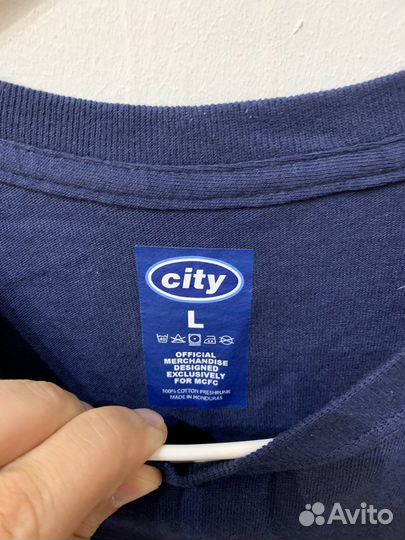 city
L
OFFICIAL
MERCHANDISE
DESIGNED
EXCLUSIVELY
FOR MCFC
100% COTTON PRESHRUNK
MADE IN HONDURAS
Avito